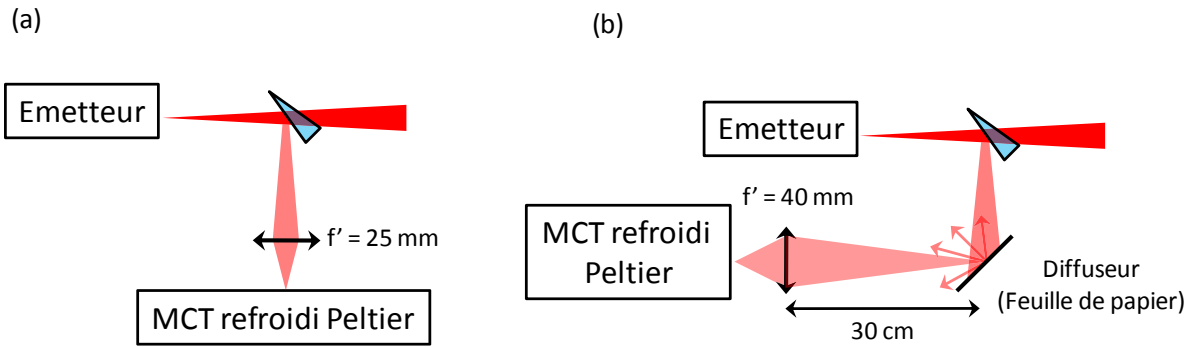 (a)
Emetteur
f' = 25 mm
MCT refroidi Peltier
(b)
Emetteur
f' = 40 mm
MCT refroidi
Peltier
Diffuseur
(Feuille de papier)
30 cm